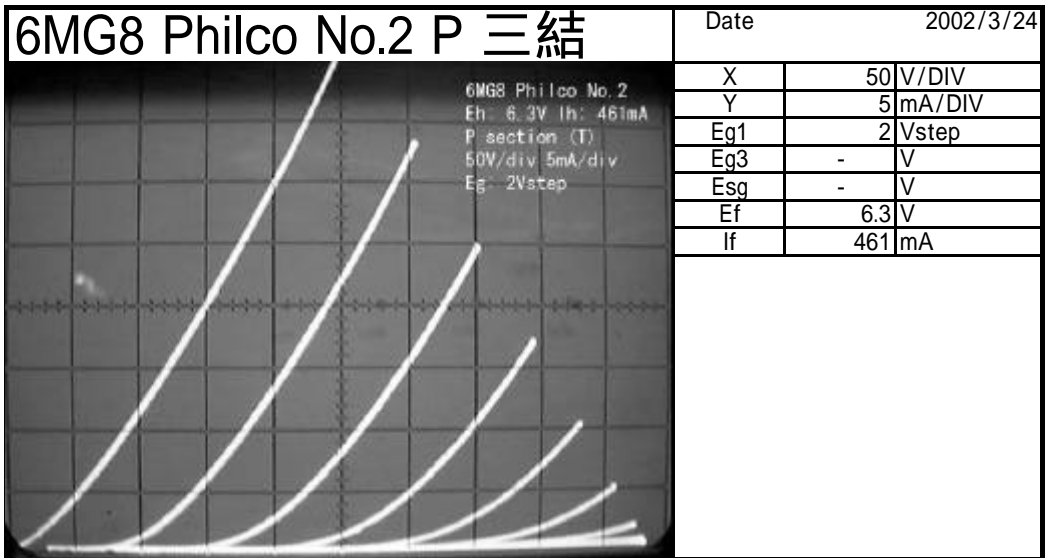 6MG8 Philco No.2 P 三結
Date 2002/3/24
X 50 V/DIV
Y 5 mA/DIV
Eg1 2 Vstep
Eg3 - V
Esg - V
Ef 6.3 V
If 461 mA
6MG8 Philco No.2
Eh: 6.3V Ih: 461mA
P section (T)
50V/div 5mA/div
Eg: 2Vstep